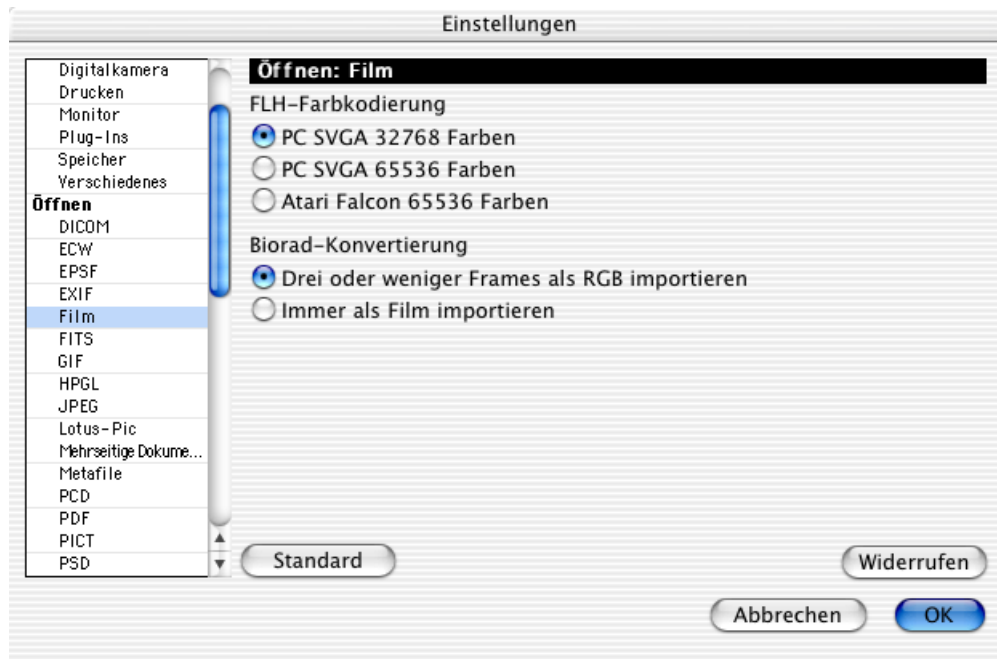 Einstellungen
Digitalkamera
Drucken
Monitor
Plug-Ins
Speicher
Verschiedenes
Öffnen
DICOM
ECW
EPSF
EXIF
Film
FITS
GIF
HPGL
JPEG
Lotus-Pic
Mehrseitige Dokume...
Metafile
PCD
PDF
PICT
PSD
Öffnen: Film
FLH-Farbkodierung
PC SVGA 32768 Farben
PC SVGA 65536 Farben
Atari Falcon 65536 Farben
Biorad-Konvertierung
Drei oder weniger Frames als RGB importieren
Immer als Film importieren
Standard
Widerrufen
Abbrechen
OK